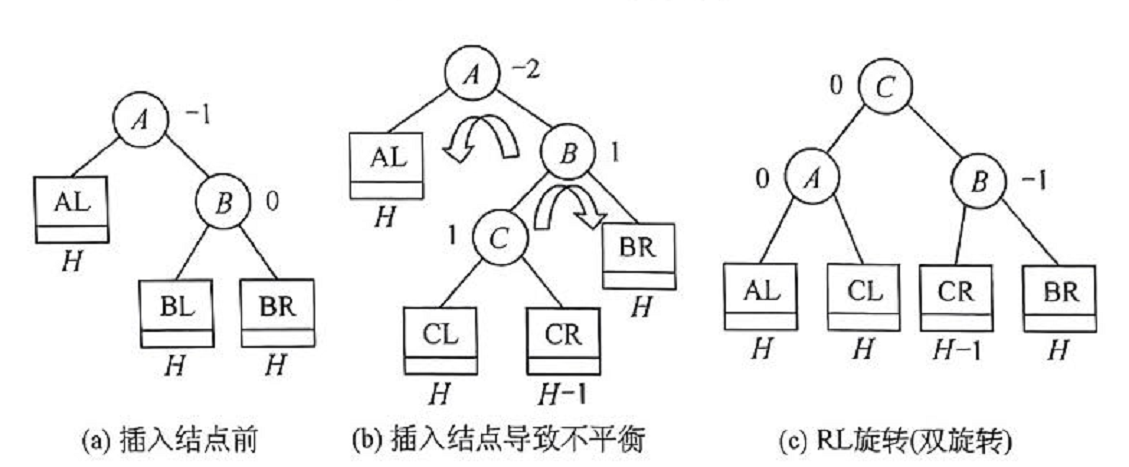 A -1
AL
H
B 0
BL BR
H H
(a) 插入结点前
A -2
AL
H
B 1
1 C
BR
H
CL CR
H H-1
(b) 插入结点导致不平衡
0 C
0 A B -1
AL CL CR BR
H H H-1 H
(c) RL旋转(双旋转)